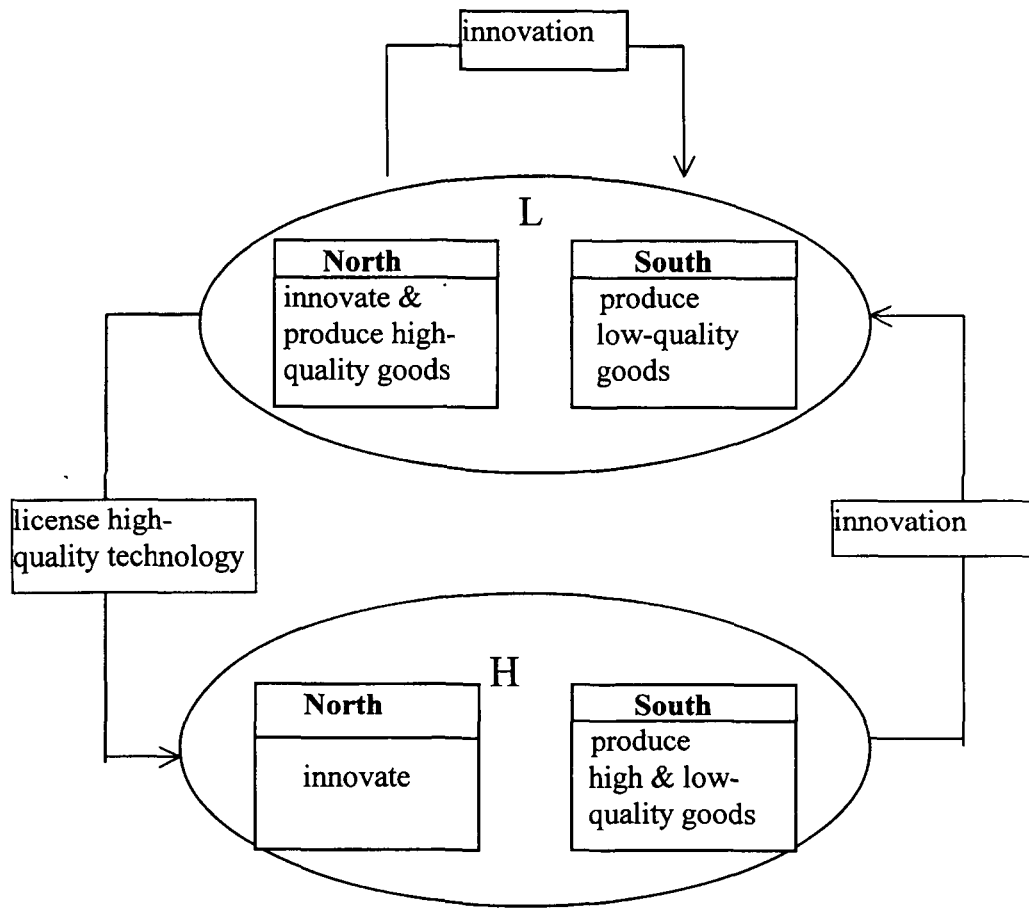 innovation
L
North
innovate &
produce high-
quality goods
South
produce
low-quality
goods
license high-
quality technology
innovation
H
North
innovate
South
produce
high & low-
quality goods